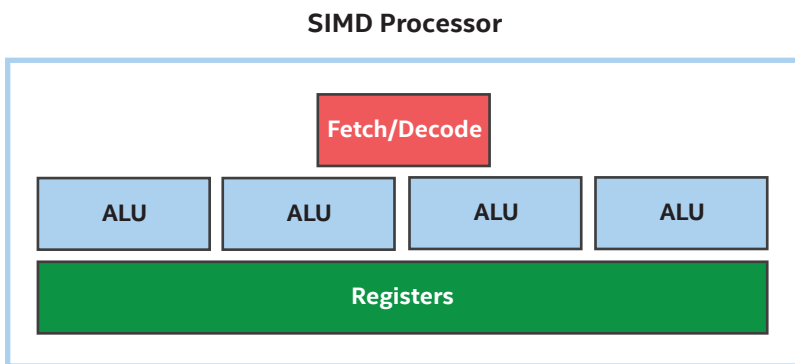 SIMD Processor
Fetch/Decode
ALU ALU ALU ALU
Registers